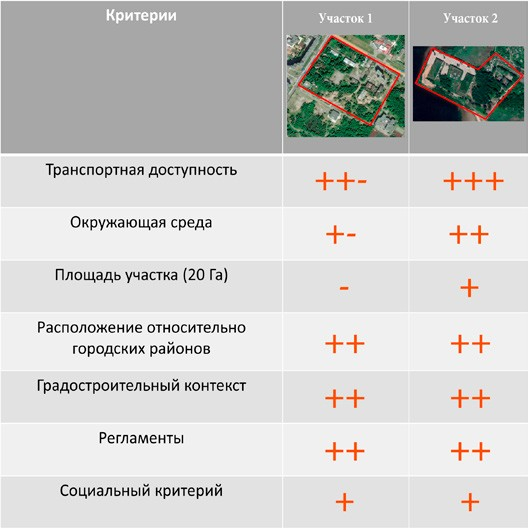 Критерии Участок 1 Участок 2
Транспортная доступность ++- +++
Окружающая среда +- ++
Площадь участка (20 Га) - +
Расположение относительно
городских районов ++ ++
Градостроительный контекст ++ ++
Регламенты ++ ++
Социальный критерий + +